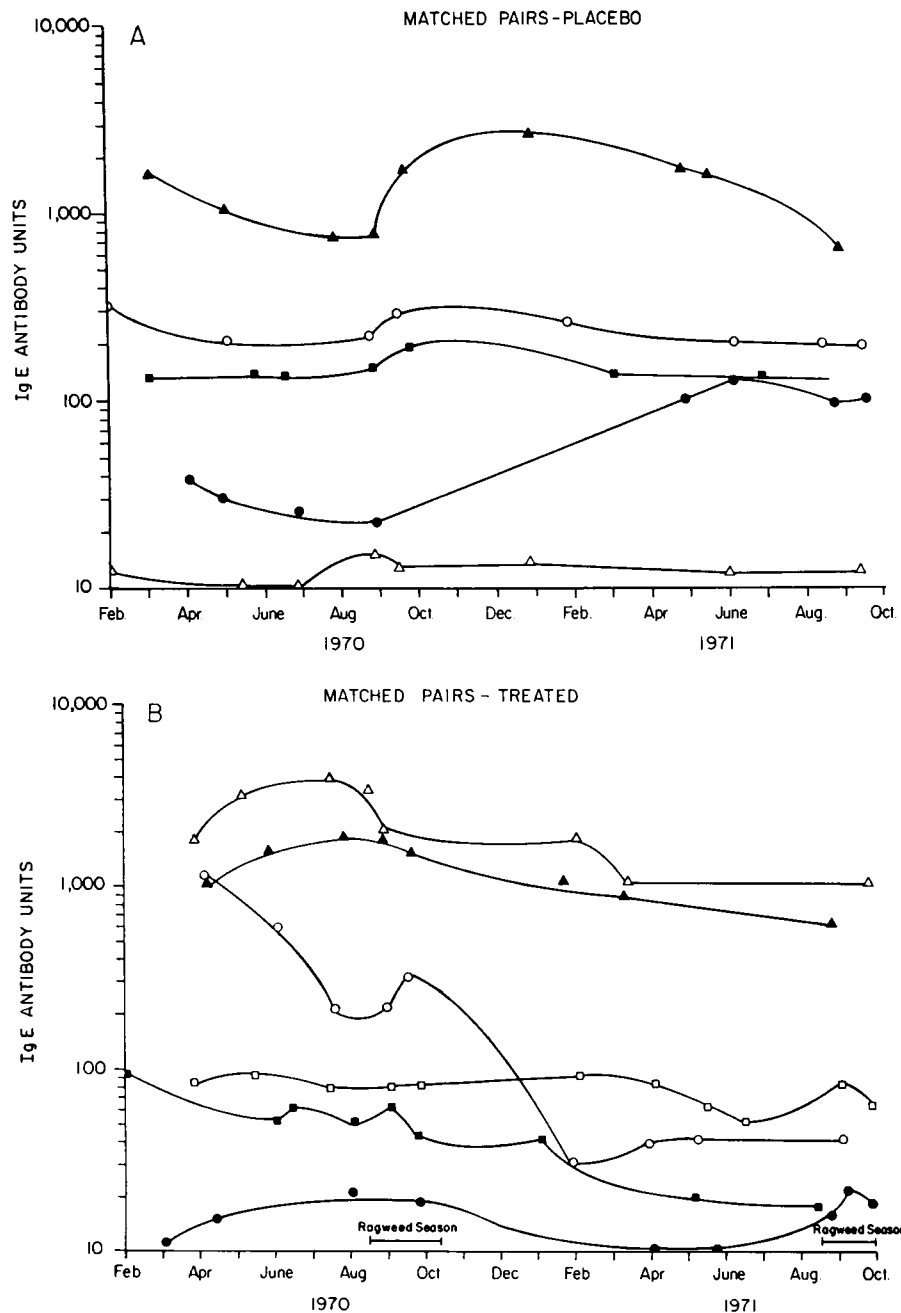 A
MATCHED PAIRS-PLACEBO
10,000
1,000
100
10
IgE ANTIBODY UNITS
Feb. Apr. June Aug. Oct. Dec. Feb. Apr June Aug. Oct.
1970 1971
B
MATCHED PAIRS - TREATED
10,000
1,000
100
10
IgE ANTIBODY UNITS
Ragweed Season Ragweed Season
Feb Apr. June Aug. Oct Dec. Feb Apr. June Aug. Oct.
1970 1971